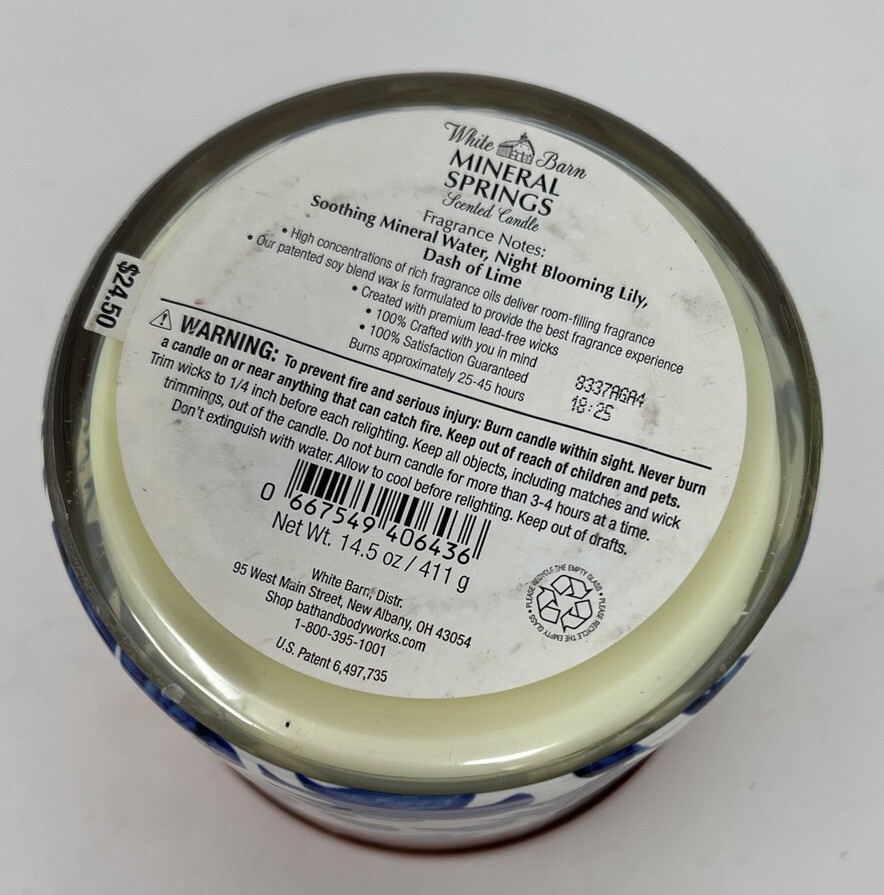 White Barn
MINERAL
SPRINGS
Scented Candle
Fragrance Notes:
Soothing Mineral Water, Night Blooming Lily,
Dash of Lime
• High concentrations of rich fragrance oils deliver room-filling fragrance
• Our patented soy blend wax is formulated to provide the best fragrance experience
• Created with premium lead-free wicks
• 100% Crafted with you in mind
• 100% Satisfaction Guaranteed
Burns approximately 25-45 hours
8337AGA4
18:25
$24.50
⚠ WARNING: To prevent fire and serious injury: Burn candle within sight. Never burn
a candle on or near anything that can catch fire. Keep out of reach of children and pets.
Trim wicks to 1/4 inch before each relighting. Keep all objects, including matches and wick
trimmings, out of the candle. Do not burn candle for more than 3-4 hours at a time.
Don't extinguish with water. Allow to cool before relighting. Keep out of drafts.
0 667549 406436
Net Wt. 14.5 oz / 411 g
White Barn, Distr.
95 West Main Street, New Albany, OH 43054
Shop bathandbodyworks.com
1-800-395-1001
U.S. Patent 6,497,735
• PLEASE RECYCLE THE EMPTY GLASS • PLEASE RECYCLE THE EMPTY GLASS